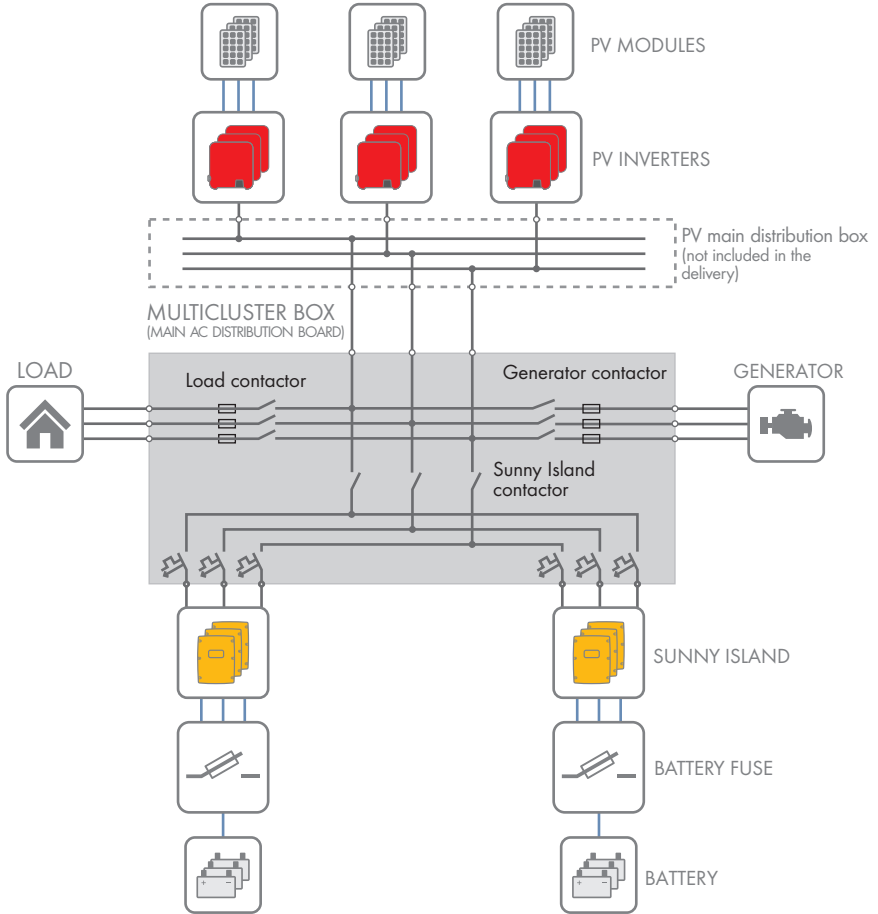 PV MODULES
PV INVERTERS
PV main distribution box
(not included in the
delivery)
MULTICLUSTER BOX
(MAIN AC DISTRIBUTION BOARD)
LOAD
Load contactor
Generator contactor
GENERATOR
Sunny Island
contactor
SUNNY ISLAND
BATTERY FUSE
BATTERY